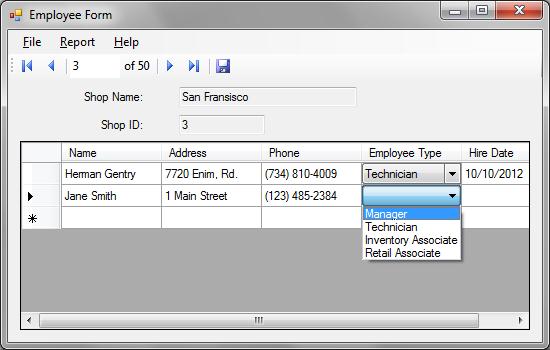 Employee Form
File Report Help
3 of 50
Shop Name: San Fransisco
Shop ID: 3
Name Address Phone Employee Type Hire Date
Herman Gentry 7720 Enim, Rd. (734) 810-4009 Technician 10/10/2012
Jane Smith 1 Main Street (123) 485-2384
Manager
Technician
Inventory Associate
Retail Associate